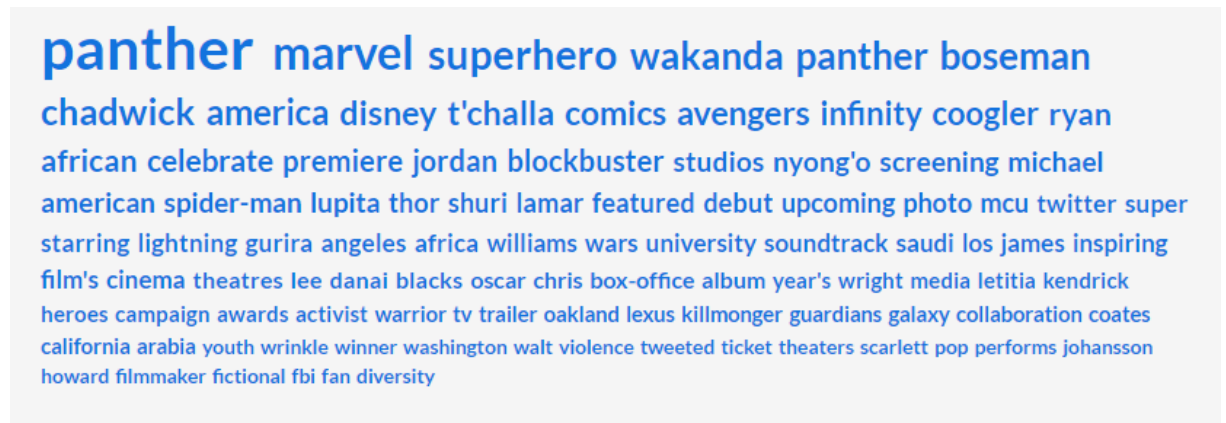 panther marvel superhero wakanda panther boseman
chadwick america disney t'challa comics avengers infinity coogler ryan
african celebrate premiere jordan blockbuster studios nyong'o screening michael
american spider-man lupita thor shuri lamar featured debut upcoming photo mcu twitter super
starring lightning gurira angeles africa williams wars university soundtrack saudi los james inspiring
film's cinema theatres lee danai blacks oscar chris box-office album year's wright media letitia kendrick
heroes campaign awards activist warrior tv trailer oakland lexus killmonger guardians galaxy collaboration coates
california arabia youth wrinkle winner washington walt violence tweeted ticket theaters scarlett pop performs johansson
howard filmmaker fictional fbi fan diversity